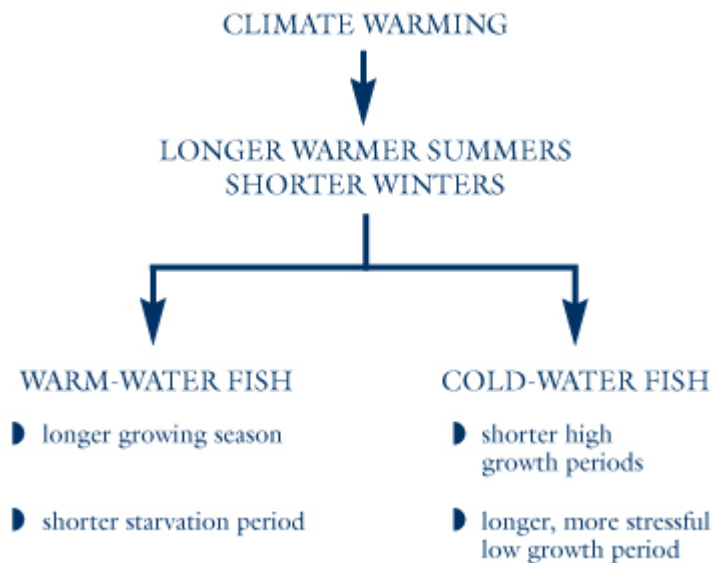 CLIMATE WARMING
LONGER WARMER SUMMERS
SHORTER WINTERS
WARM-WATER FISH
longer growing season
shorter starvation period
COLD-WATER FISH
shorter high
growth periods
longer, more stressful
low growth period